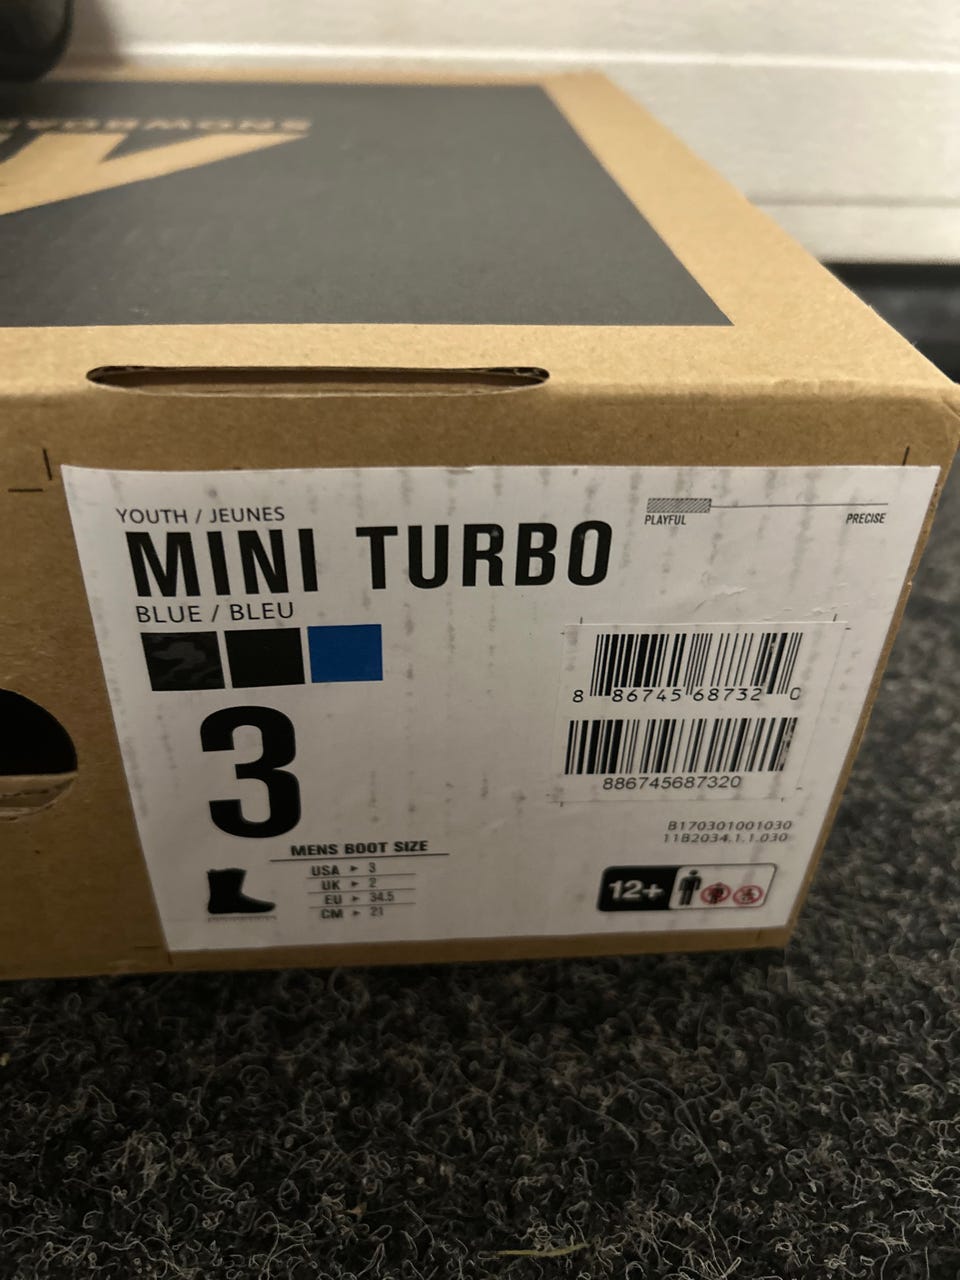 YOUTH / JEUNES
MINI TURBO
BLUE / BLEU
PLAYFUL
PRECISE
8 86745 68732 0
886745687320
3
B170301001030
11B2034.1.1.030
MENS BOOT SIZE
USA ▸ 3
UK ▸ 2
EU ▸ 34.5
CM ▸ 21
12+